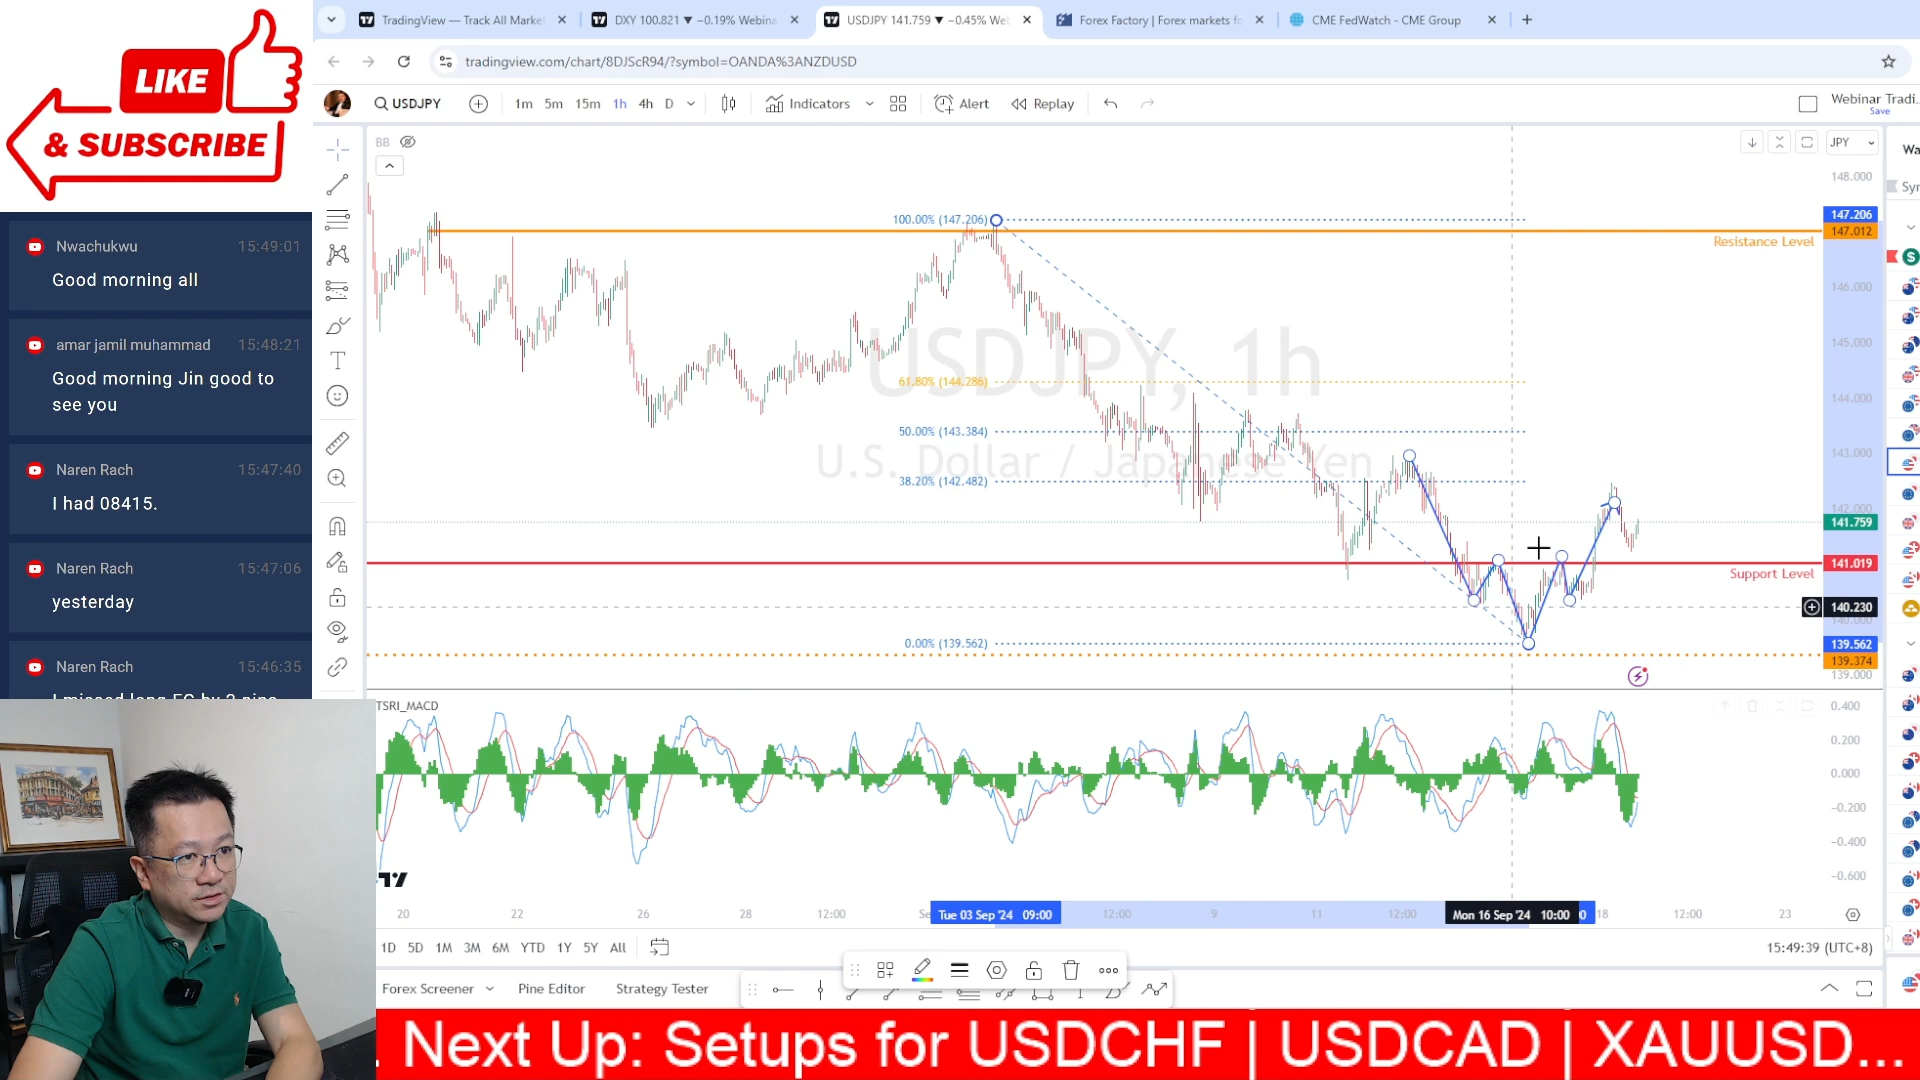 LIKE
& SUBSCRIBE
Nwachukwu 15:49:01
Good morning all
amar jamil muhammad 15:48:21
Good morning Jin good to
see you
Naren Rach 15:47:40
I had 08415.
Naren Rach 15:47:06
yesterday
Naren Rach 15:46:35
TradingView — Track All Marke
DXY 100.821 ▼ −0.19% Webina
USDJPY 141.759 ▼ −0.45% We
Forex Factory | Forex markets fo
CME FedWatch - CME Group
tradingview.com/chart/8DJScR94/?symbol=OANDA%3ANZDUSD
USDJPY
1m 5m 15m 1h 4h D
Indicators
Alert
Replay
Webinar Tradi...
Save
BB
JPY
Wa
Sy
USDJPY, 1h
U.S. Dollar / Japanese Yen
100.00% (147.206)
61.80% (144.286)
50.00% (143.384)
38.20% (142.482)
0.00% (139.562)
Resistance Level
Support Level
148.000
147.206
147.012
146.000
145.000
144.000
143.000
142.000
141.759
141.019
140.230
140.000
139.562
139.374
139.000
TSRI_MACD
0.400
0.200
0.000
−0.200
−0.400
−0.600
20 22 26 28 12:00 Se Tue 03 Sep '24 09:00 12:00 9 11 12:00 Mon 16 Sep '24 10:00 18 12:00 23
1D 5D 1M 3M 6M YTD 1Y 5Y All
15:49:39 (UTC+8)
Forex Screener
Pine Editor
Strategy Tester
. Next Up: Setups for USDCHF | USDCAD | XAUUSD...